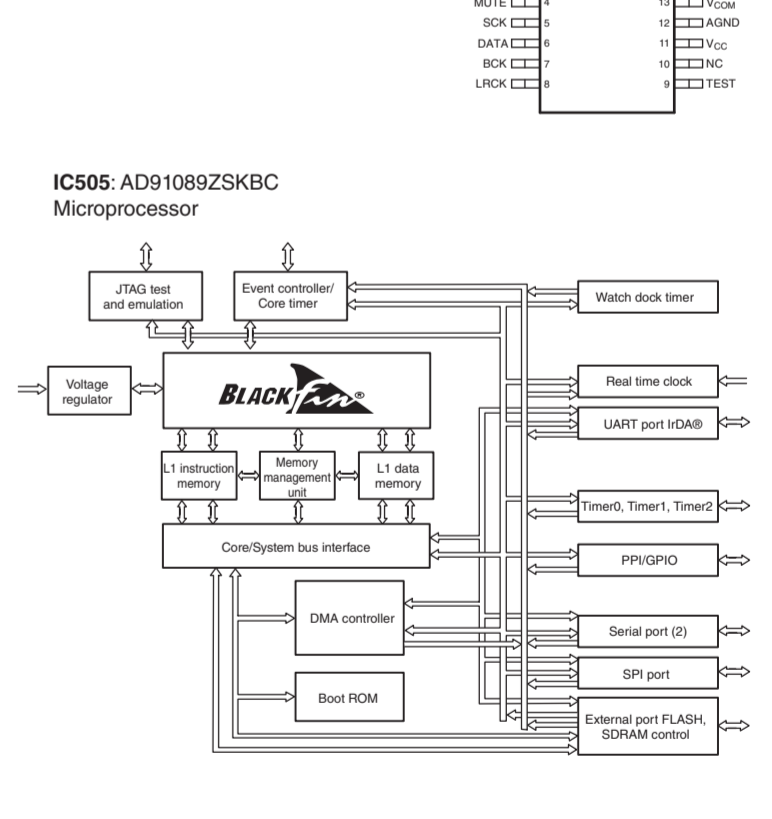 MUTE 4 13 VCOM
SCK 5 12 AGND
DATA 6 11 VCC
BCK 7 10 NC
LRCK 8 9 TEST
IC505: AD91089ZSKBC
Microprocessor
JTAG test
and emulation
Event controller/
Core timer
Watch dock timer
Voltage
regulator
BLACKfin®
Real time clock
UART port IrDA®
L1 instruction
memory
Memory
management
unit
L1 data
memory
Timer0, Timer1, Timer2
Core/System bus interface
PPI/GPIO
DMA controller
Serial port (2)
SPI port
Boot ROM
External port FLASH,
SDRAM control